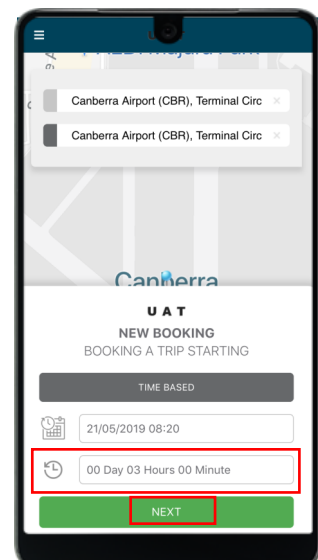 Canberra Airport (CBR), Terminal Circ ×
Canberra Airport (CBR), Terminal Circ ×
Canberra
UAT
NEW BOOKING
BOOKING A TRIP STARTING
TIME BASED
21/05/2019 08:20
00 Day 03 Hours 00 Minute
NEXT